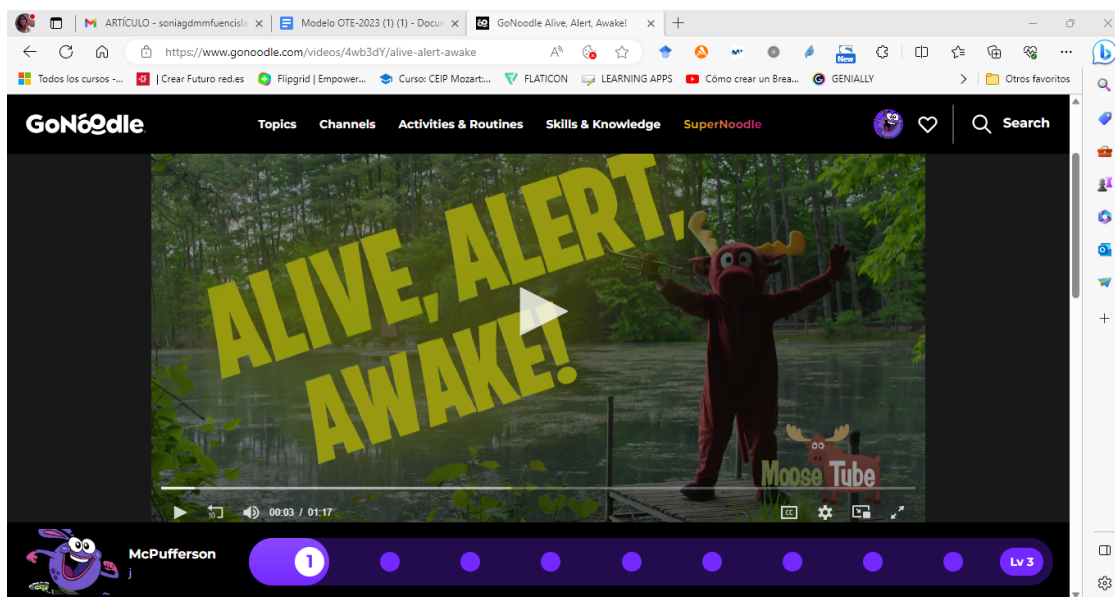 ARTÍCULO - soniagdmmfuencisla
Modelo OTE-2023 (1) (1) - Docur
GoNoodle Alive, Alert, Awake!
https://www.gonoodle.com/videos/4wb3dY/alive-alert-awake
New
Todos los cursos -...
| Crear Futuro red.es
Flipgrid | Empower...
Curso: CEIP Mozart:...
FLATICON
LEARNING APPS
Cómo crear un Brea...
GENIALLY
Otros favoritos
GoNoodle
Topics
Channels
Activities & Routines
Skills & Knowledge
SuperNoodle
Search
ALIVE, ALERT,
AWAKE!
Moose Tube
10
00:03 / 01:17
CC
McPufferson
j
1
Lv 3